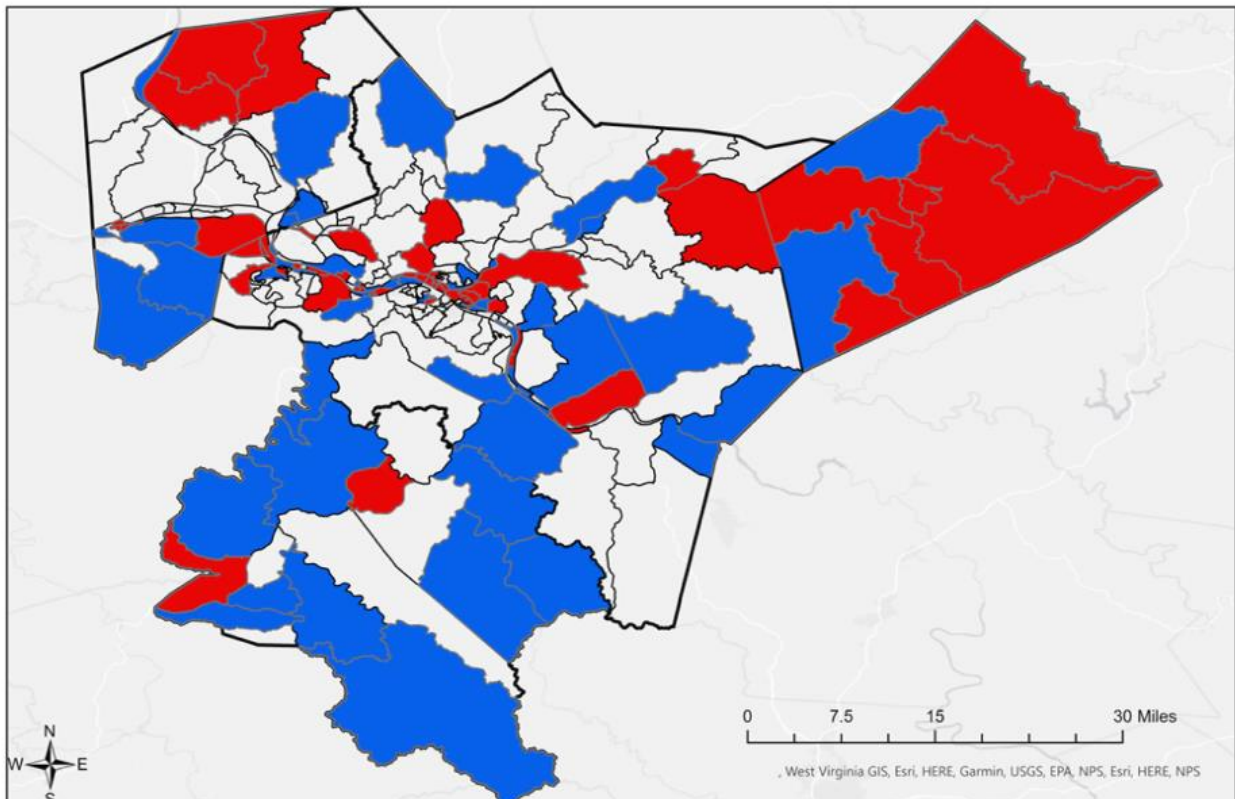 0 7.5 15 30 Miles
N
W E
S
, West Virginia GIS, Esri, HERE, Garmin, USGS, EPA, NPS, Esri, HERE, NPS